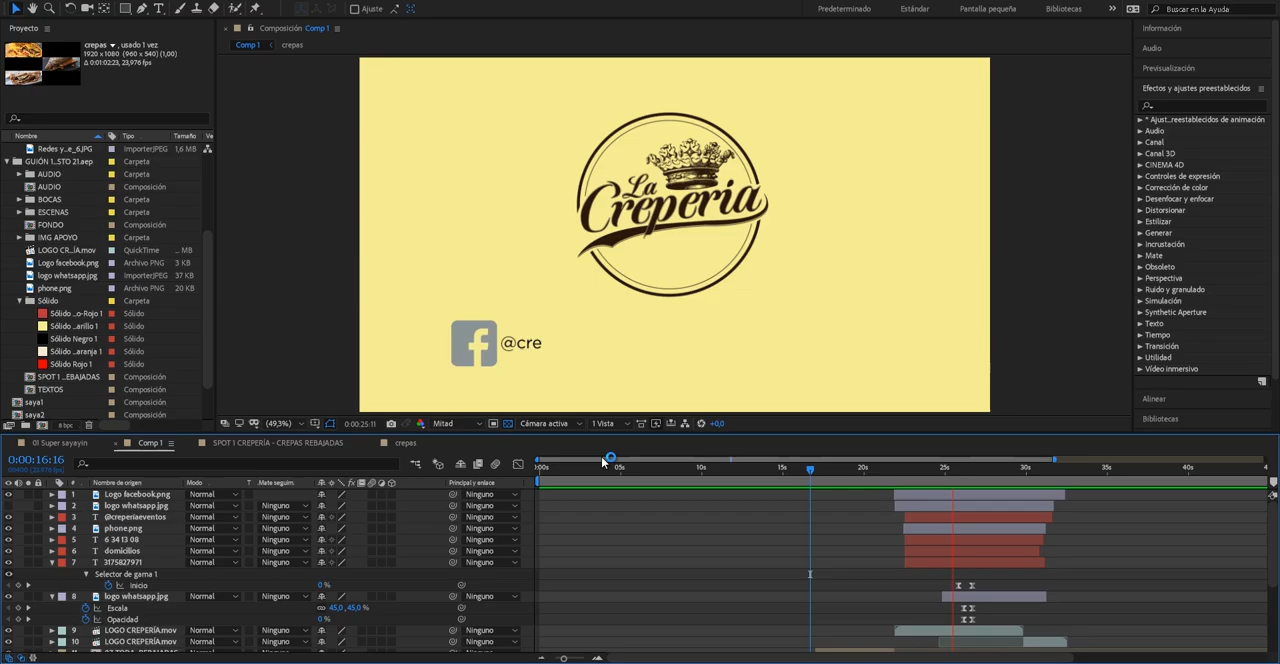 Ajuste
Predeterminado
Estándar
Pantalla pequeña
Bibliotecas
Buscar en la Ayuda
Proyecto
Composición Comp 1
Información
Comp 1
crepas
crepas ▾, usado 1 vez
1920 x 1080 (960 x 540) (1,00)
Δ 0:01:02:23, 23,976 fps
Audio
Previsualización
Efectos y ajustes preestablecidos
* Ajust...reestablecidos de animación
Audio
Canal
Canal 3D
CINEMA 4D
Controles de expresión
Corrección de color
Desenfocar y enfocar
Distorsionar
Estilizar
Generar
Incrustación
Mate
Obsoleto
Perspectiva
Ruido y granulado
Simulación
Synthetic Aperture
Texto
Tiempo
Transición
Utilidad
Vídeo inmersivo
Alinear
Bibliotecas
Nombre Tipo Tamaño Ve
Redes y...e_6.JPG ImporterJPEG 1,6 MB
GUIÓN 1...STO 21.aep Carpeta
AUDIO Carpeta
AUDIO Composición
BOCAS Carpeta
ESCENAS Carpeta
FONDO Composición
IMG APOYO Carpeta
LOGO CR...ÍA.mov QuickTime ... MB
Logo facebook.png Archivo PNG 3 KB
logo whatsapp.jpg ImporterJPEG 37 KB
phone.png Archivo PNG 20 KB
Sólido Carpeta
Sólido ...o-Rojo 1 Sólido
Sólido ...arillo 1 Sólido
Sólido Negro 1 Sólido
Sólido ...aranja 1 Sólido
Sólido Rojo 1 Sólido
SPOT 1 ...EBAJADAS Composición
TEXTOS Composición
saya1
saya2
8 bpc
La
Crêpería
f @cre
(49,3%)
0:00:25:11
Mitad
Cámara activa
1 Vista
+0,0
01 Super sayayin
Comp 1
SPOT 1 CREPERÍA - CREPAS REBAJADAS
crepas
0:00:16:16
00400 (23,976 fps)
:00s 05s 10s 15s 20s 25s 30s 35s 40s 4
# Nombre de origen Modo T .Mate seguim. Principal y enlace
1 Logo facebook.png Normal Ninguno
2 logo whatsapp.jpg Normal Ninguno Ninguno
3 T @creperiaeventos Normal Ninguno Ninguno
4 phone.png Normal Ninguno Ninguno
5 T 6 34 13 08 Normal Ninguno Ninguno
6 T domicilios Normal Ninguno Ninguno
7 T 3175827971 Normal Ninguno Ninguno
Selector de gama 1
Inicio 0 %
8 logo whatsapp.jpg Normal Ninguno Ninguno
Escala 45,0, 45,0 %
Opacidad 0 %
9 LOGO CREPERÍA.mov Normal Ninguno Ninguno
10 LOGO CREPERÍA.mov Normal Ninguno Ninguno